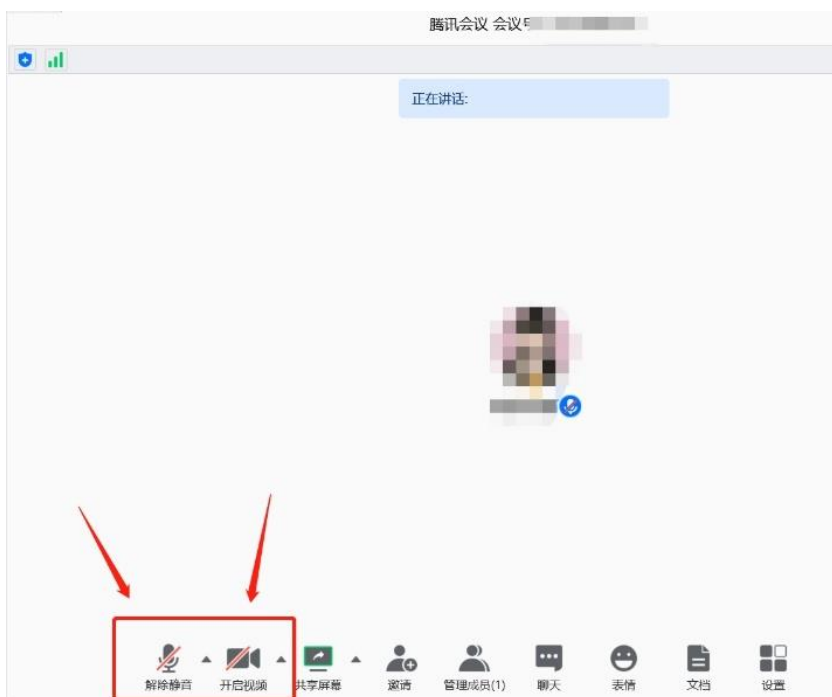 腾讯会议 会议号
正在讲话:
解除静音 开启视频 共享屏幕 邀请 管理成员(1) 聊天 表情 文档 设置